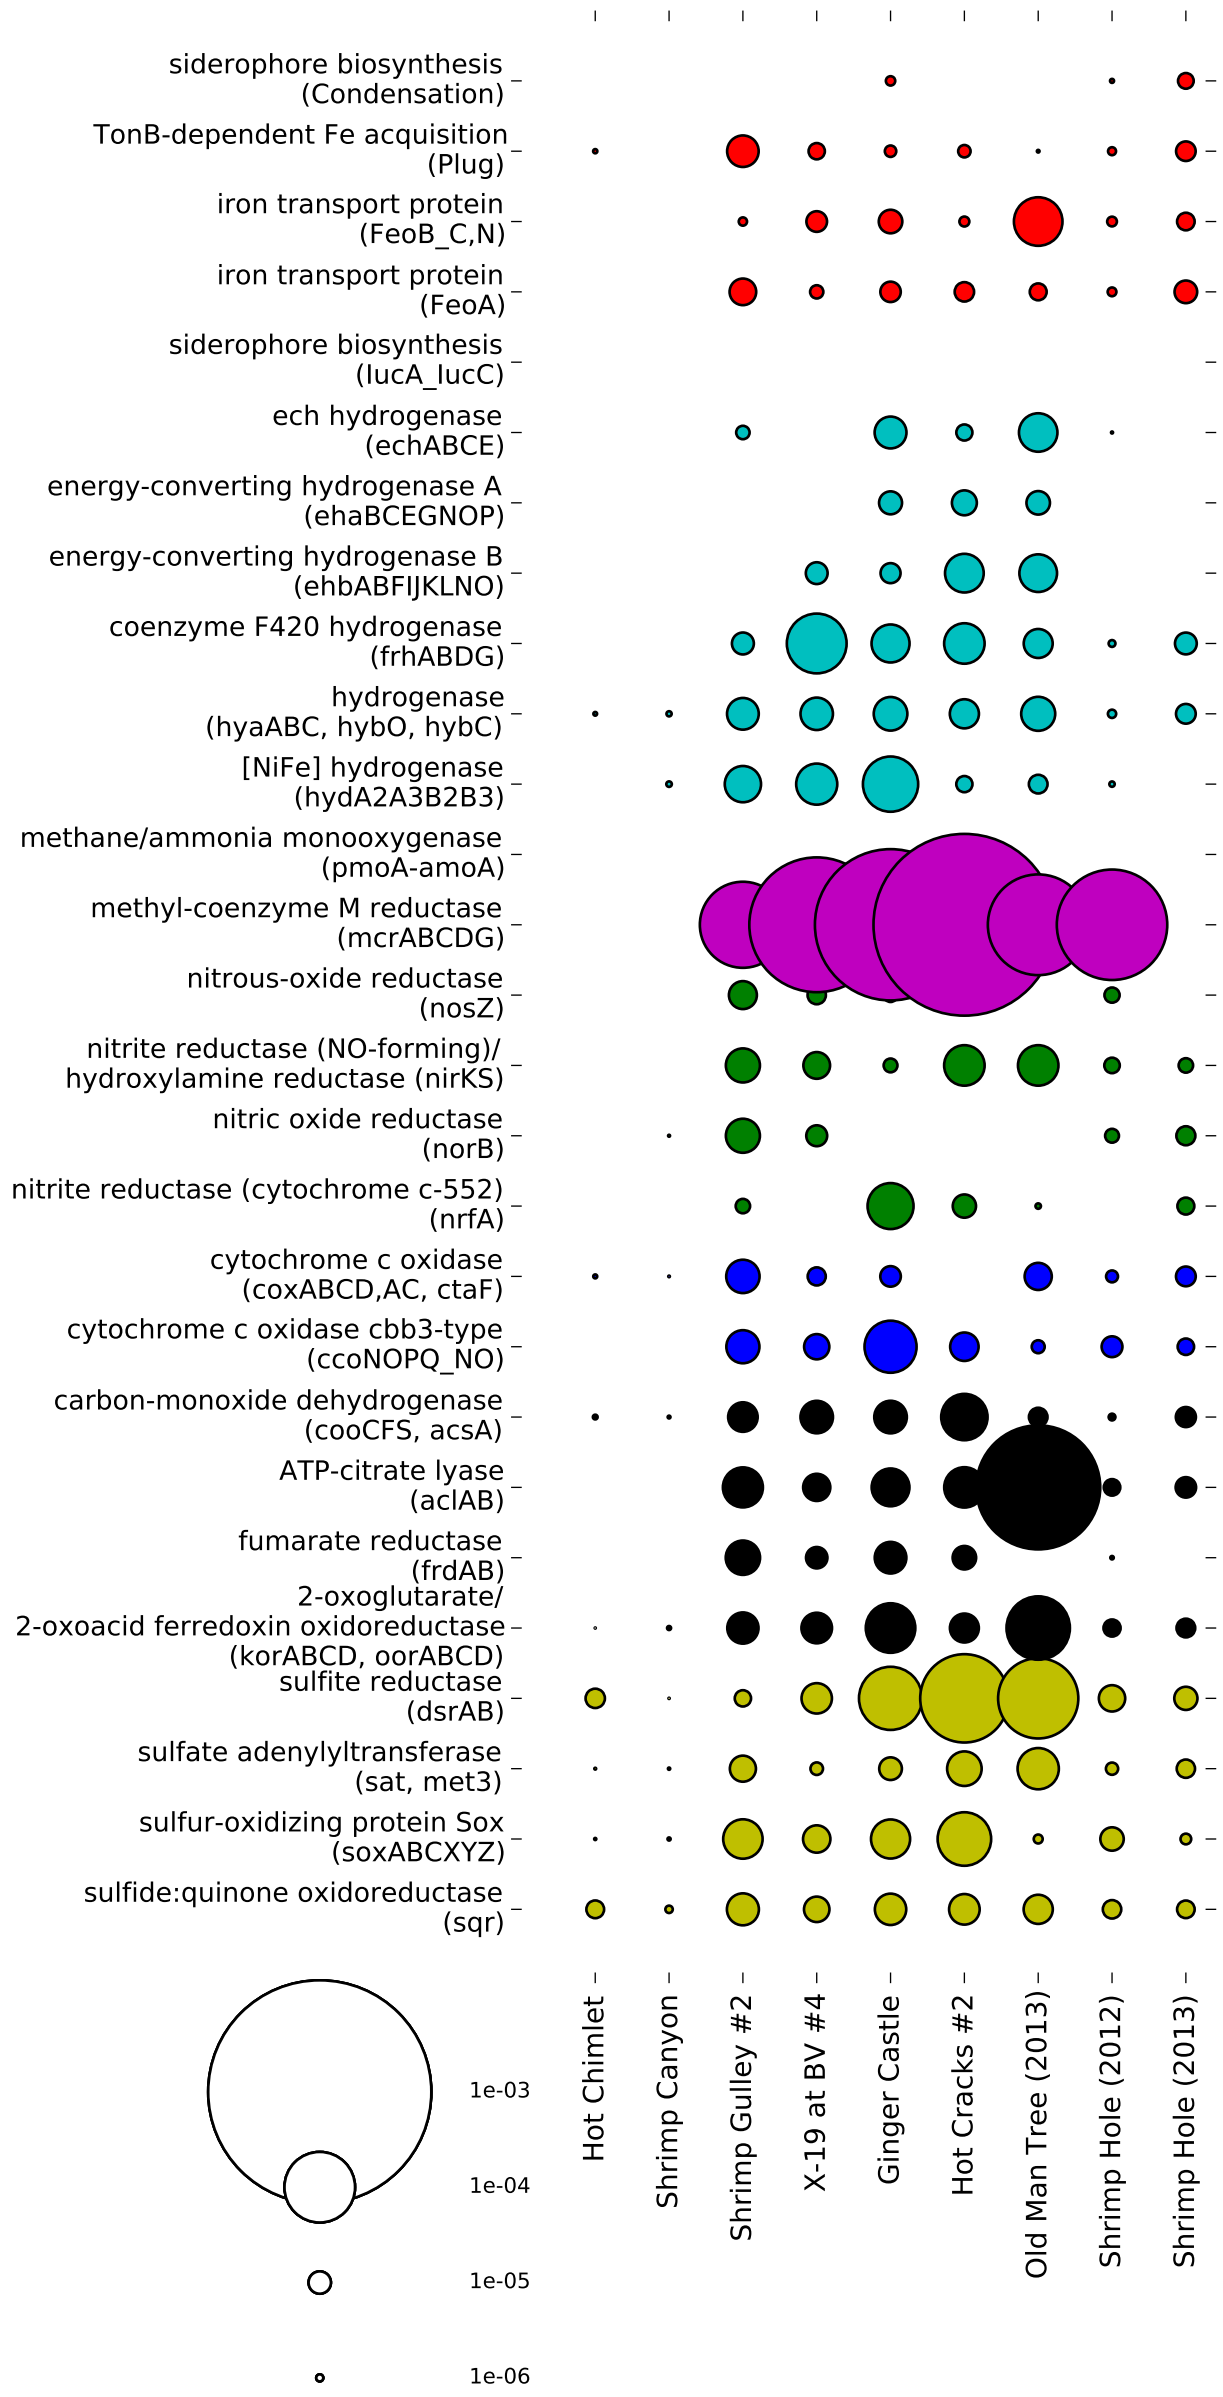 siderophore biosynthesis
(Condensation)
TonB-dependent Fe acquisition
(Plug)
iron transport protein
(FeoB_C,N)
iron transport protein
(FeoA)
siderophore biosynthesis
(IucA_IucC)
ech hydrogenase
(echABCE)
energy-converting hydrogenase A
(ehaBCEGNOP)
energy-converting hydrogenase B
(ehbABFIJKLNO)
coenzyme F420 hydrogenase
(frhABDG)
hydrogenase
(hyaABC, hybO, hybC)
[NiFe] hydrogenase
(hydA2A3B2B3)
methane/ammonia monooxygenase
(pmoA-amoA)
methyl-coenzyme M reductase
(mcrABCDG)
nitrous-oxide reductase
(nosZ)
nitrite reductase (NO-forming)/
hydroxylamine reductase (nirKS)
nitric oxide reductase
(norB)
nitrite reductase (cytochrome c-552)
(nrfA)
cytochrome c oxidase
(coxABCD,AC, ctaF)
cytochrome c oxidase cbb3-type
(ccoNOPQ_NO)
carbon-monoxide dehydrogenase
(cooCFS, acsA)
ATP-citrate lyase
(aclAB)
fumarate reductase
(frdAB)
2-oxoglutarate/
2-oxoacid ferredoxin oxidoreductase
(korABCD, oorABCD)
sulfite reductase
(dsrAB)
sulfate adenylyltransferase
(sat, met3)
sulfur-oxidizing protein Sox
(soxABCXYZ)
sulfide:quinone oxidoreductase
(sqr)
Hot Chimlet
Shrimp Canyon
Shrimp Gulley #2
X-19 at BV #4
Ginger Castle
Hot Cracks #2
Old Man Tree (2013)
Shrimp Hole (2012)
Shrimp Hole (2013)
1e-03
1e-04
1e-05
1e-06